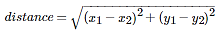 distance = √((x1 − x2)² + (y1 − y2)²)